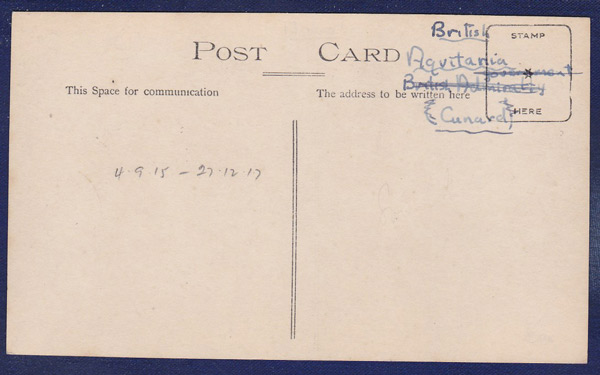 British
STAMP
POST CARD
Aquitania
Government
British Admiralty
This Space for communication
The address to be written here
(Cunard)
HERE
4.9.15 – 27.12.17